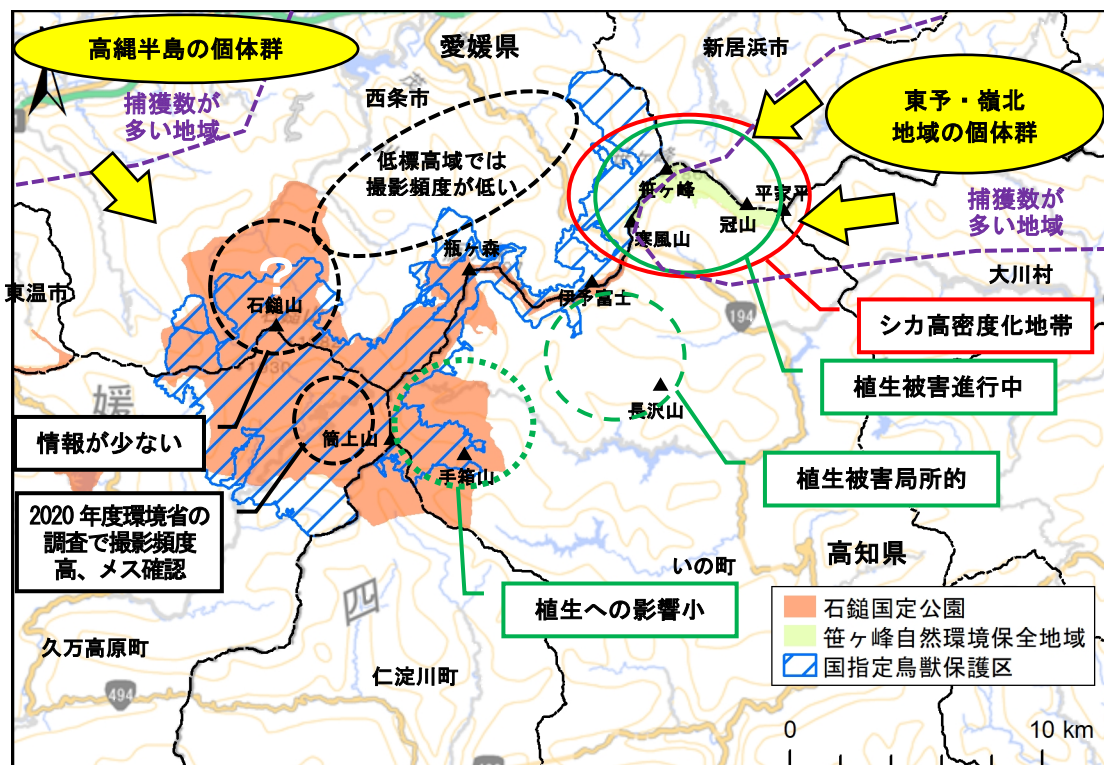 高縄半島の個体群
愛媛県
新居浜市
捕獲数が
多い地域
西条市
東予・嶺北
地域の個体群
低標高域では
撮影頻度が低い
笹ヶ峰
平家平
冠山
寒風山
捕獲数が
多い地域
瓶ヶ森
大川村
東温市
?
石鎚山
伊予富士
194
シカ高密度化地帯
植生被害進行中
媛
長沢山
情報が少ない
筒上山
手箱山
植生被害局所的
2020 年度環境省の
調査で撮影頻度
高、メス確認
高知県
いの町
四
植生への影響小
石鎚国定公園
笹ヶ峰自然環境保全地域
国指定鳥獣保護区
久万高原町
仁淀川町
494
0
10 km